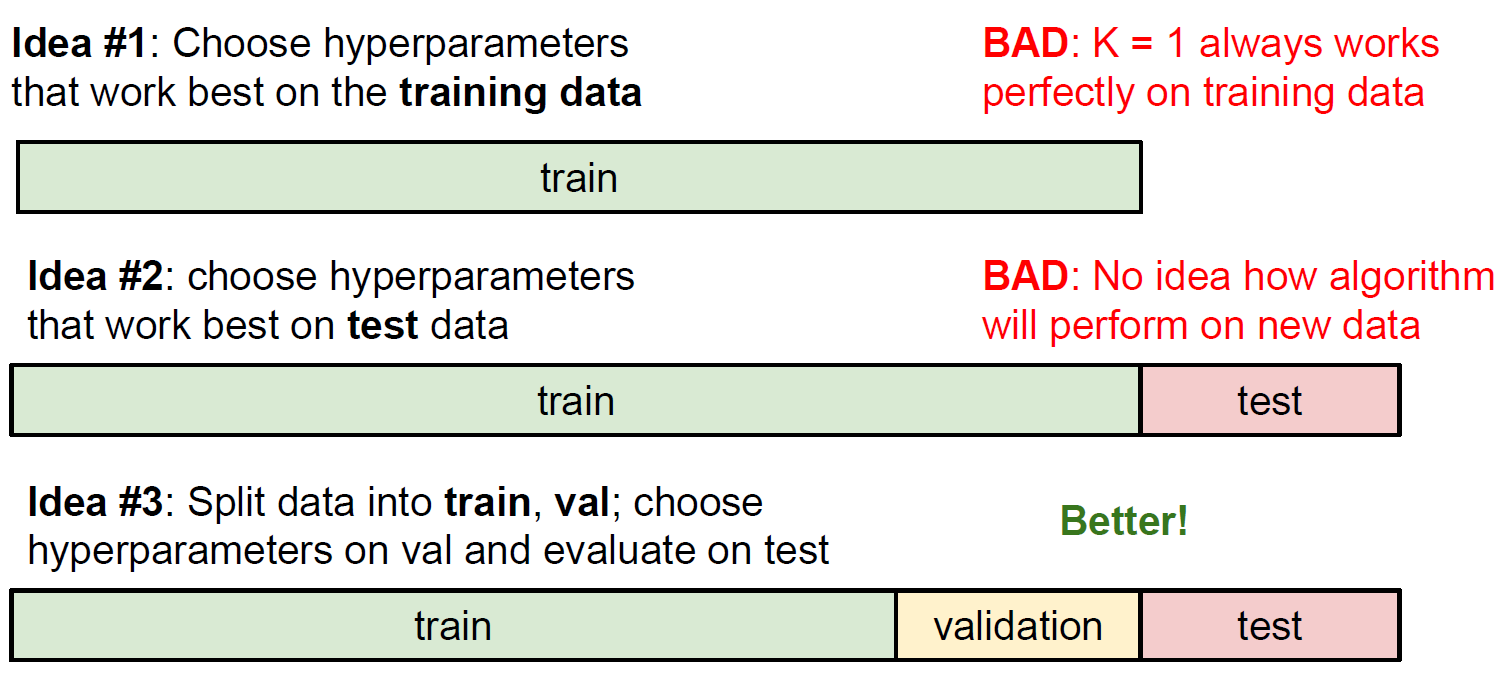 Idea #1: Choose hyperparameters
that work best on the training data
BAD: K = 1 always works
perfectly on training data
train
Idea #2: choose hyperparameters
that work best on test data
BAD: No idea how algorithm
will perform on new data
train
test
Idea #3: Split data into train, val; choose
hyperparameters on val and evaluate on test
Better!
train
validation
test